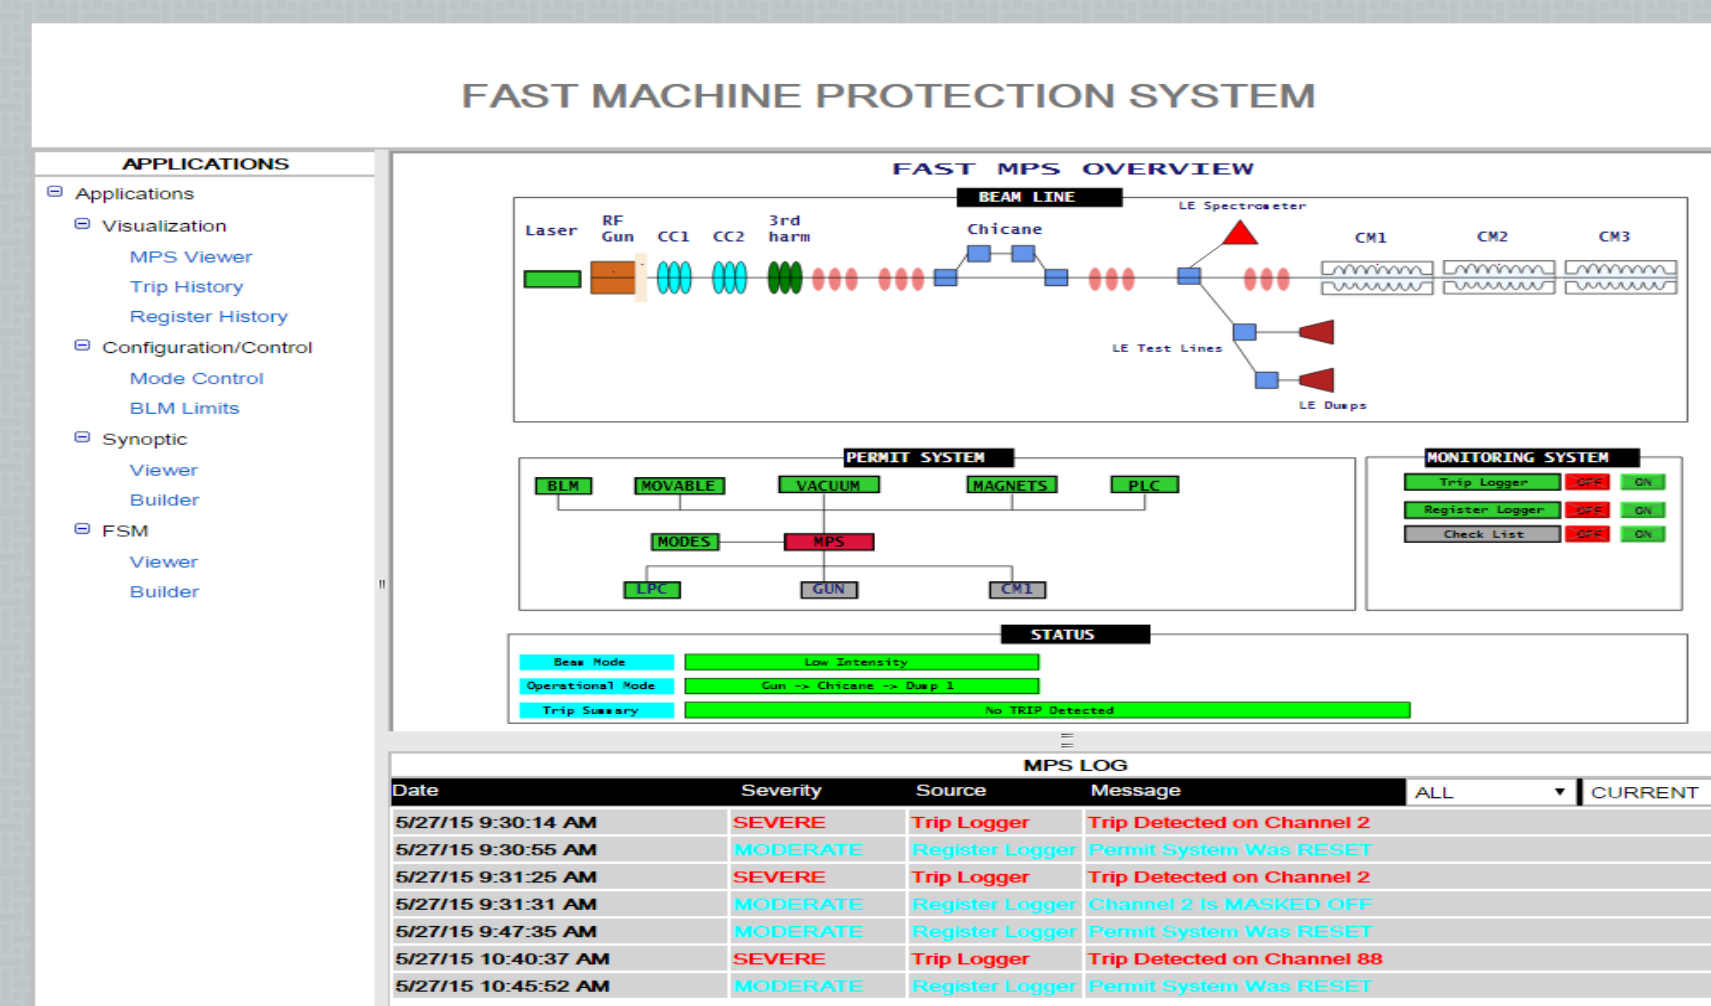 FAST MACHINE PROTECTION SYSTEM
APPLICATIONS
Applications
Visualization
MPS Viewer
Trip History
Register History
Configuration/Control
Mode Control
BLM Limits
Synoptic
Viewer
Builder
FSM
Viewer
Builder
FAST MPS OVERVIEW
BEAM LINE
LE Spectrometer
Laser
RF Gun
CC1
CC2
3rd harm
Chicane
CM1
CM2
CM3
LE Test Lines
LE Dumps
PERMIT SYSTEM
BLM MOVABLE VACUUM MAGNETS PLC
MODES MPS
LPC GUN CM1
MONITORING SYSTEM
Trip Logger OFF ON
Register Logger OFF ON
Check List OFF ON
STATUS
Beam Mode Low Intensity
Operational Mode Gun -> Chicane -> Dump 1
Trip Summary No TRIP Detected
MPS LOG
Date Severity Source Message ALL CURRENT
5/27/15 9:30:14 AM SEVERE Trip Logger Trip Detected on Channel 2
5/27/15 9:30:55 AM MODERATE Register Logger Permit System Was RESET
5/27/15 9:31:25 AM SEVERE Trip Logger Trip Detected on Channel 2
5/27/15 9:31:31 AM MODERATE Register Logger Channel 2 Is MASKED OFF
5/27/15 9:47:35 AM MODERATE Register Logger Permit System Was RESET
5/27/15 10:40:37 AM SEVERE Trip Logger Trip Detected on Channel 88
5/27/15 10:45:52 AM MODERATE Register Logger Permit System Was RESET